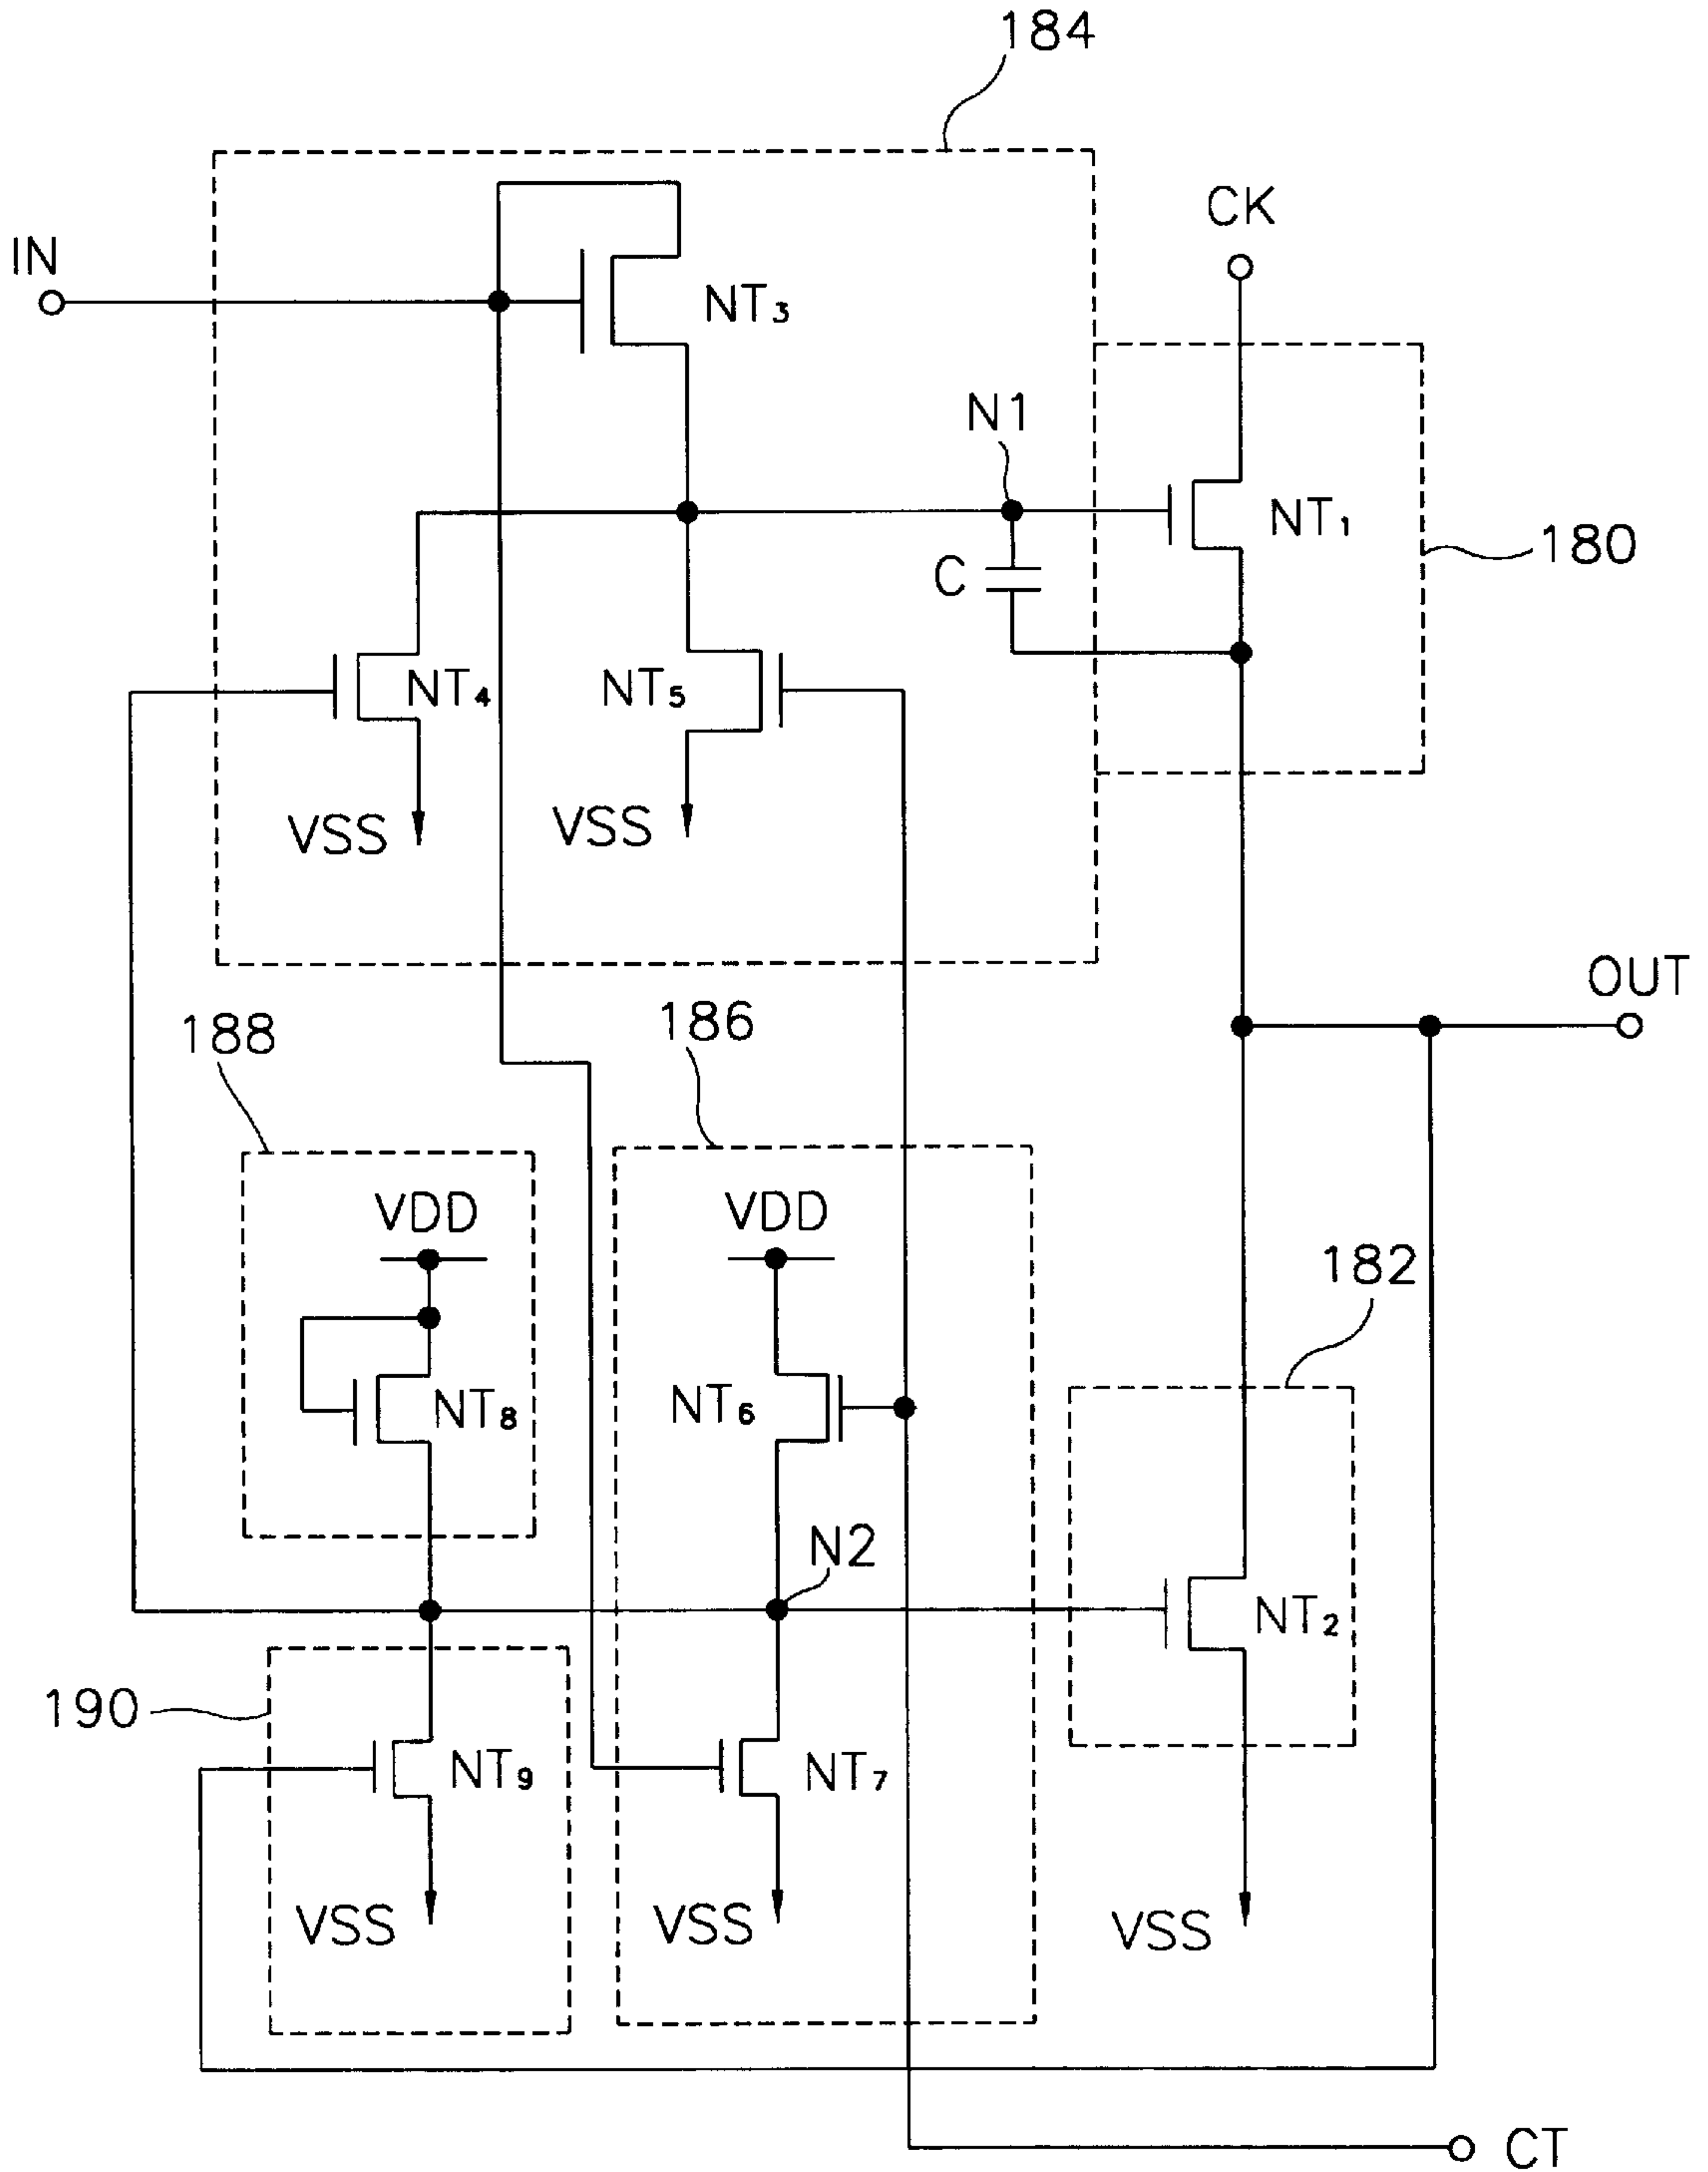 184
CK
IN
NT₃
N1
NT₁
180
C
NT₄
NT₅
VSS
VSS
OUT
188
186
VDD
VDD
182
NT₈
NT₆
N2
NT₂
190
NT₉
NT₇
VSS
VSS
VSS
CT